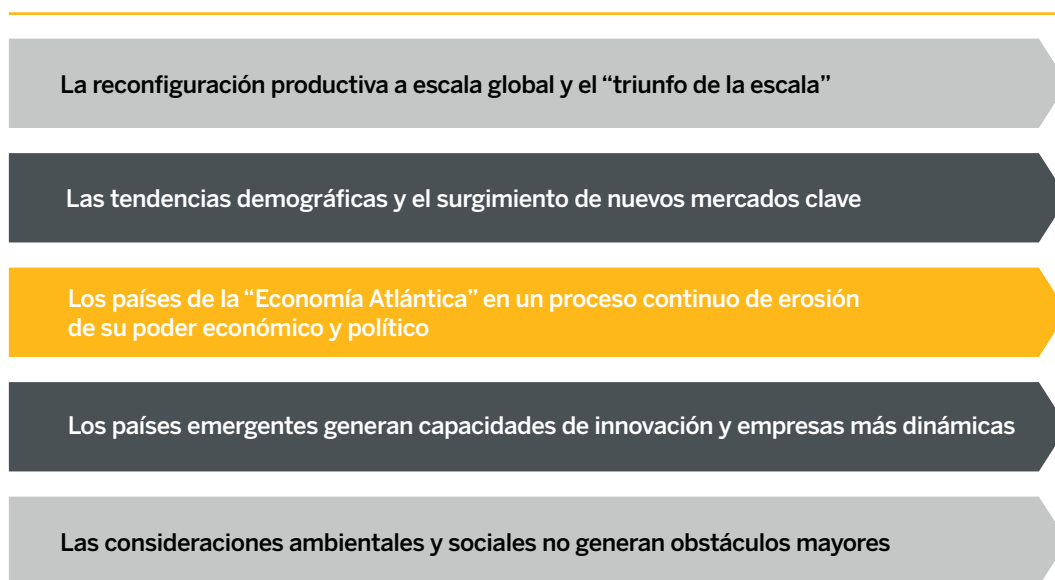 La reconfiguración productiva a escala global y el “triunfo de la escala”
Las tendencias demográficas y el surgimiento de nuevos mercados clave
Los países de la “Economía Atlántica” en un proceso continuo de erosión
de su poder económico y político
Los países emergentes generan capacidades de innovación y empresas más dinámicas
Las consideraciones ambientales y sociales no generan obstáculos mayores